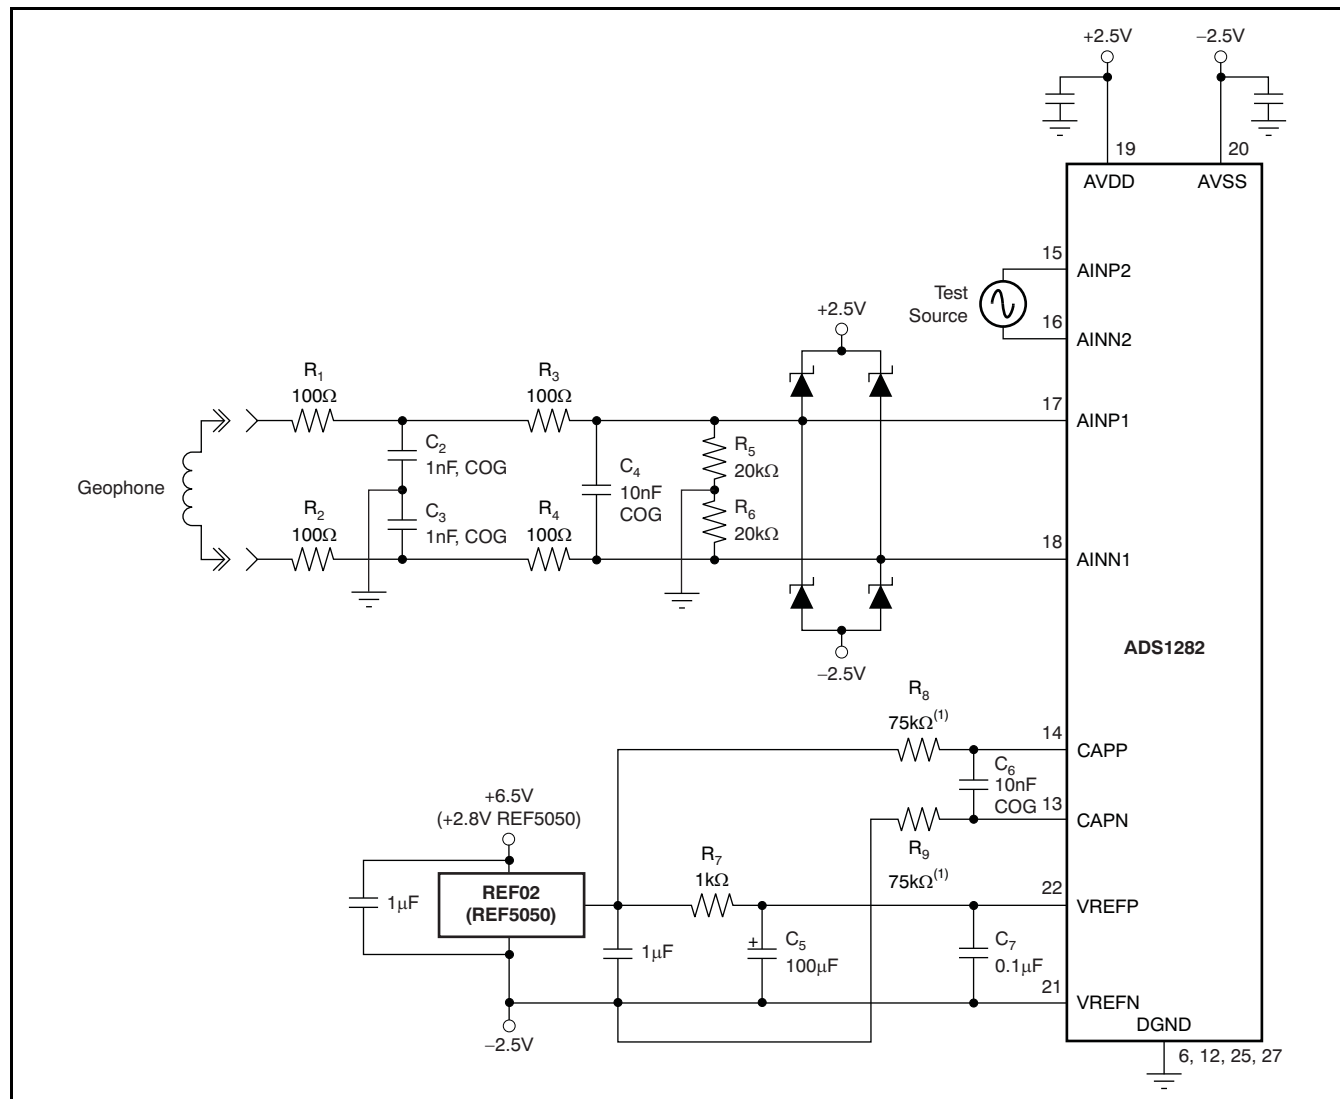 +2.5V
−2.5V
19
20
AVDD
AVSS
15
AINP2
Test
Source
16
AINN2
+2.5V
R1
100Ω
R3
100Ω
17
AINP1
C2
1nF, COG
R5
20kΩ
C4
10nF
COG
Geophone
R2
100Ω
C3
1nF, COG
R4
100Ω
R6
20kΩ
18
AINN1
−2.5V
ADS1282
R8
75kΩ(1)
14
CAPP
C6
10nF
COG
13
CAPN
R9
75kΩ(1)
+6.5V
(+2.8V REF5050)
R7
1kΩ
1μF
REF02
(REF5050)
22
VREFP
1μF
+
C5
100μF
C7
0.1μF
21
VREFN
−2.5V
DGND
6, 12, 25, 27